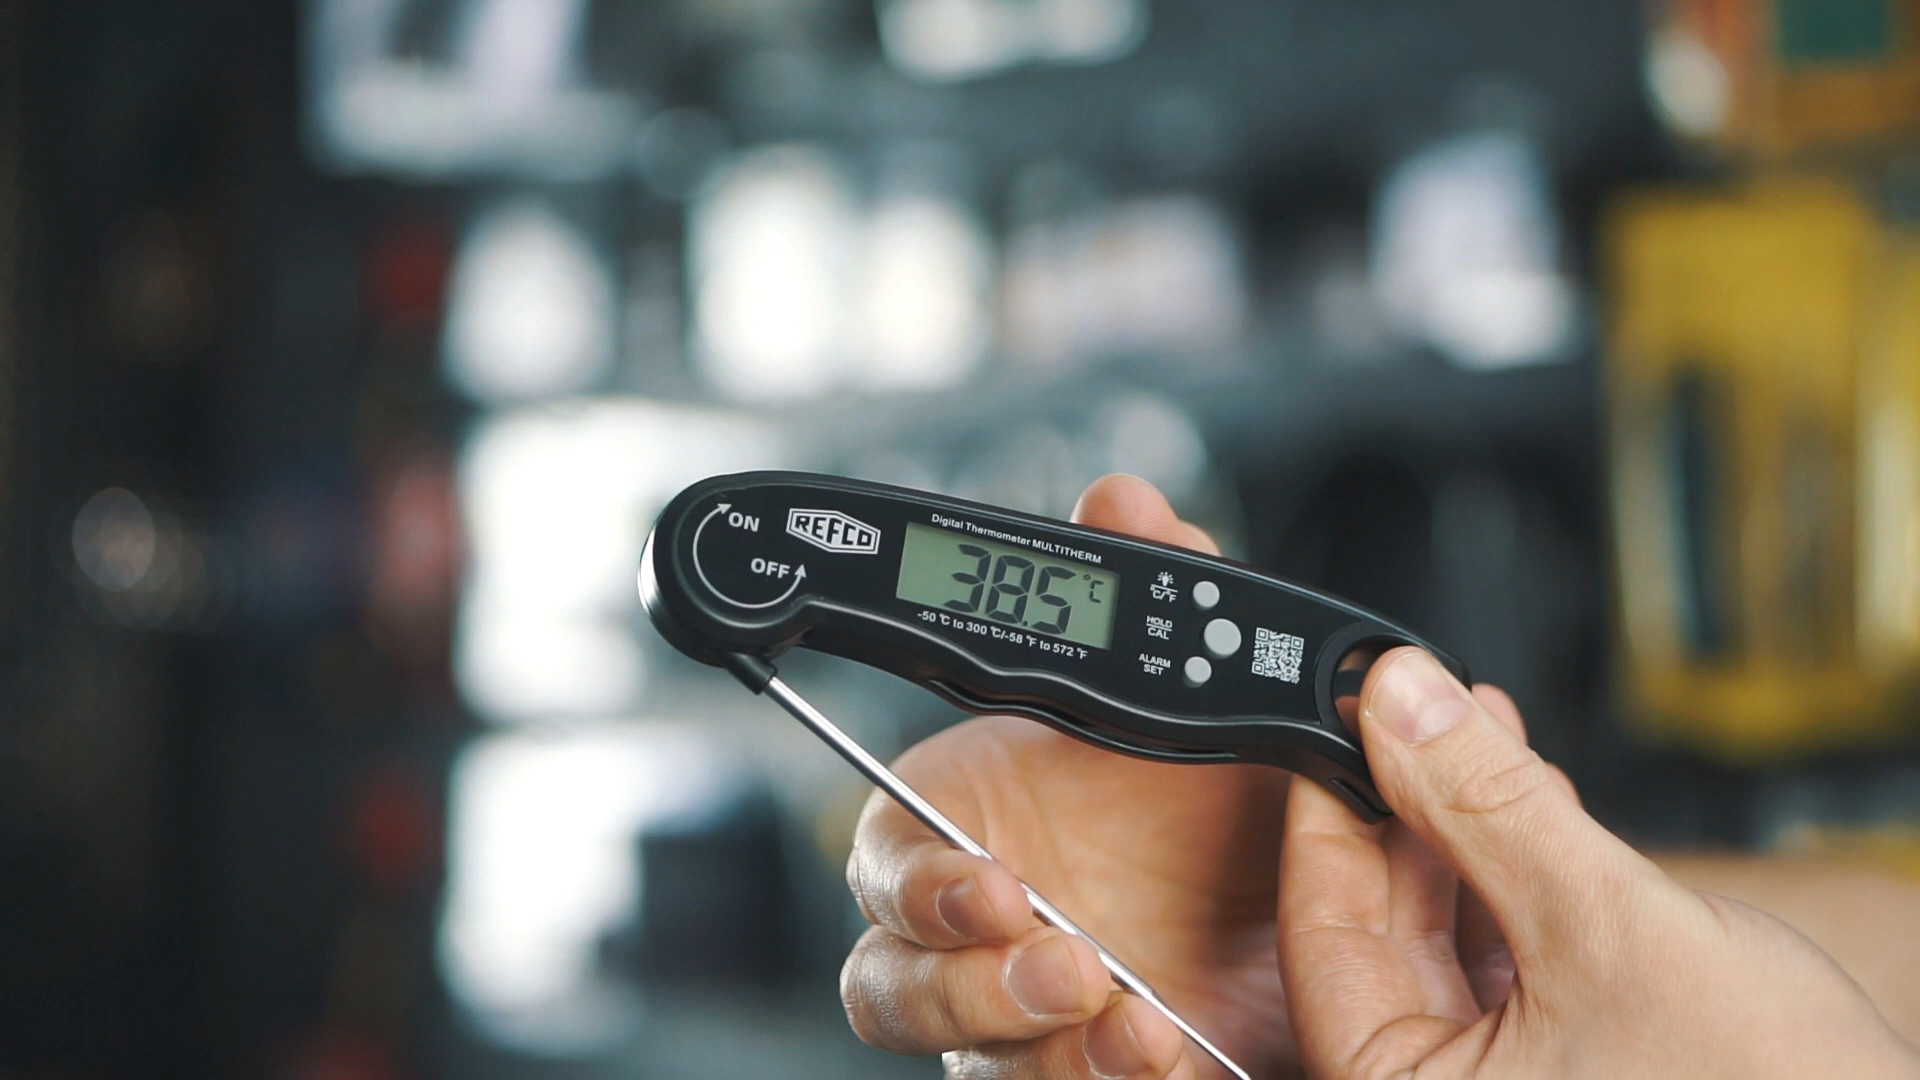 ON
OFF
REFCO
Digital Thermometer MULTITHERM
38.5 °C
-50 °C to 300 °C/-58 °F to 572 °F
°C/°F
HOLD
CAL
ALARM
SET